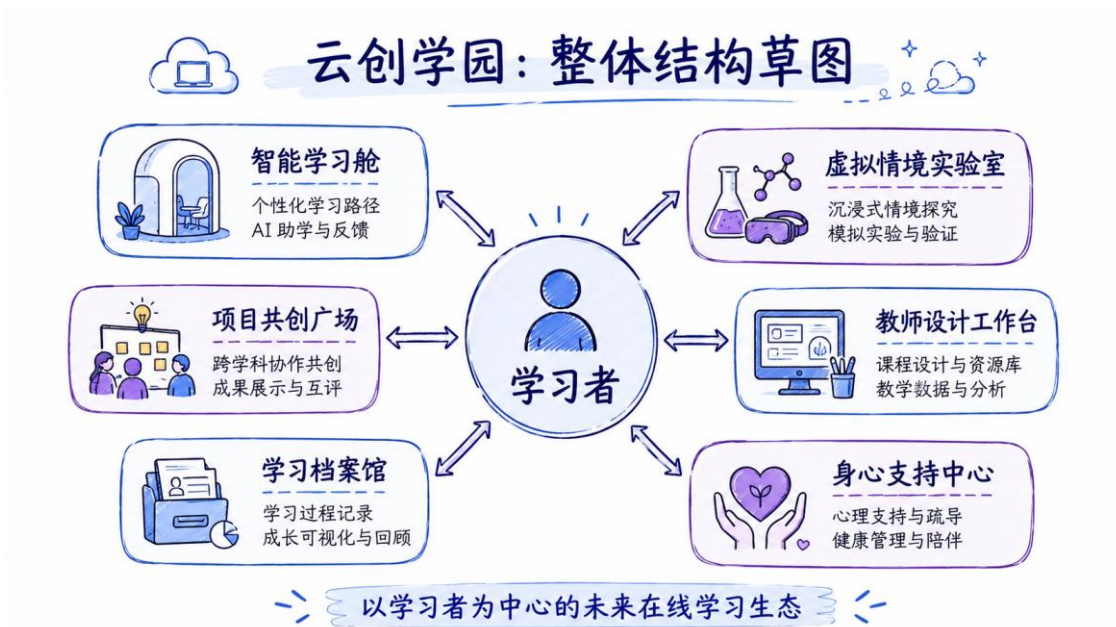 云创学园：整体结构草图
智能学习舱
个性化学习路径
AI 助学与反馈
虚拟情境实验室
沉浸式情境探究
模拟实验与验证
项目共创广场
跨学科协作共创
成果展示与互评
学习者
教师设计工作台
课程设计与资源库
教学数据与分析
学习档案馆
学习过程记录
成长可视化与回顾
身心支持中心
心理支持与疏导
健康管理与陪伴
以学习者为中心的未来在线学习生态